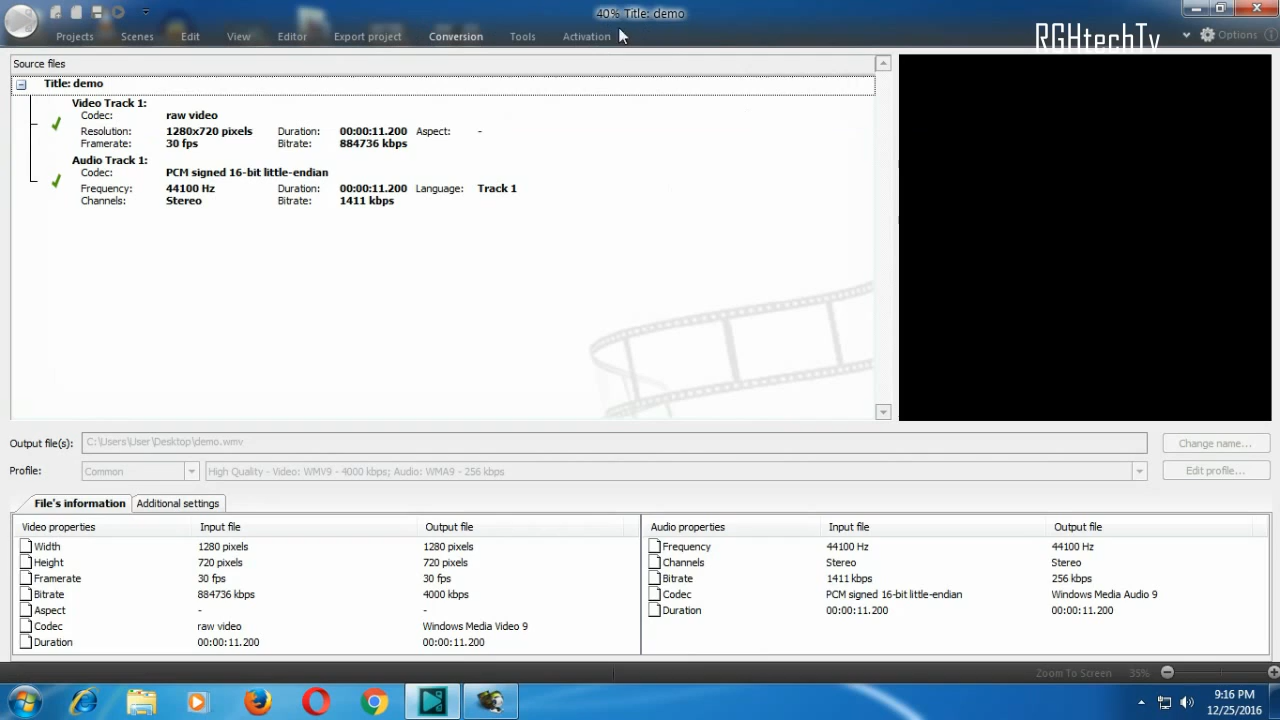 40% Title: demo
Projects Scenes Edit View Editor Export project Conversion Tools Activation RGHtechTv Options
Source files
Title: demo
Video Track 1:
Codec: raw video
Resolution: 1280x720 pixels Duration: 00:00:11.200 Aspect: -
Framerate: 30 fps Bitrate: 884736 kbps
Audio Track 1:
Codec: PCM signed 16-bit little-endian
Frequency: 44100 Hz Duration: 00:00:11.200 Language: Track 1
Channels: Stereo Bitrate: 1411 kbps
Output file(s): C:\Users\User\Desktop\demo.wmv Change name...
Profile: Common High Quality - Video: WMV9 - 4000 kbps; Audio: WMA9 - 256 kbps Edit profile...
File's information Additional settings
Video properties Input file Output file Audio properties Input file Output file
Width 1280 pixels 1280 pixels Frequency 44100 Hz 44100 Hz
Height 720 pixels 720 pixels Channels Stereo Stereo
Framerate 30 fps 30 fps Bitrate 1411 kbps 256 kbps
Bitrate 884736 kbps 4000 kbps Codec PCM signed 16-bit little-endian Windows Media Audio 9
Aspect - - Duration 00:00:11.200 00:00:11.200
Codec raw video Windows Media Video 9
Duration 00:00:11.200 00:00:11.200
Zoom To Screen 35%
9:16 PM
12/25/2016